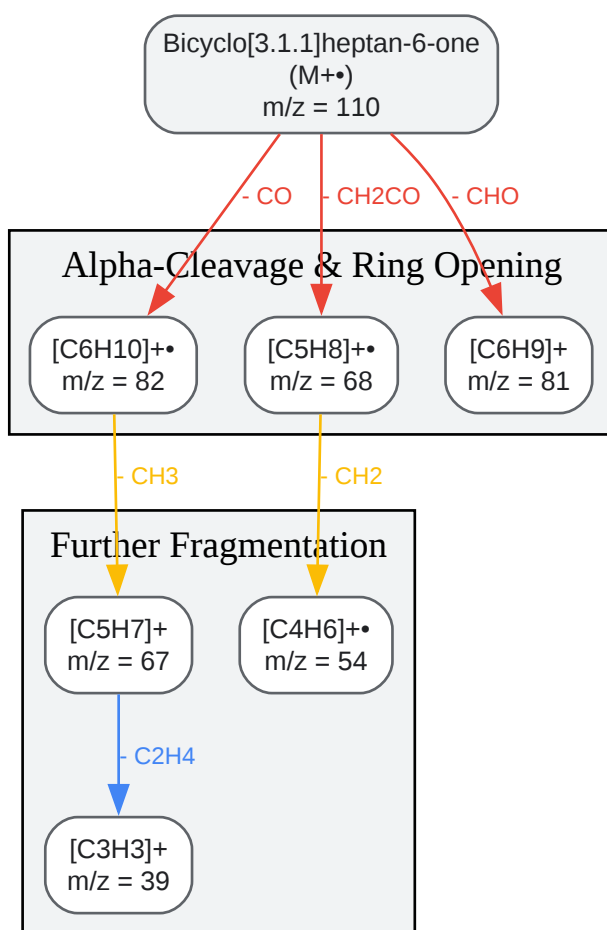 Bicyclo[3.1.1]heptan-6-one
(M+•)
m/z = 110
- CO
- CH2CO
- CHO
Alpha-Cleavage & Ring Opening
[C6H10]+•
m/z = 82
[C5H8]+•
m/z = 68
[C6H9]+
m/z = 81
- CH3
- CH2
Further Fragmentation
[C5H7]+
m/z = 67
[C4H6]+•
m/z = 54
- C2H4
[C3H3]+
m/z = 39